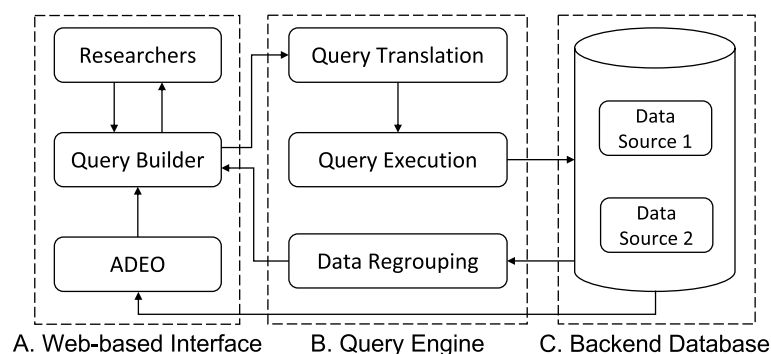 Researchers
Query Builder
ADEO
A. Web-based Interface
Query Translation
Query Execution
Data Regrouping
B. Query Engine
Data
Source 1
Data
Source 2
C. Backend Database